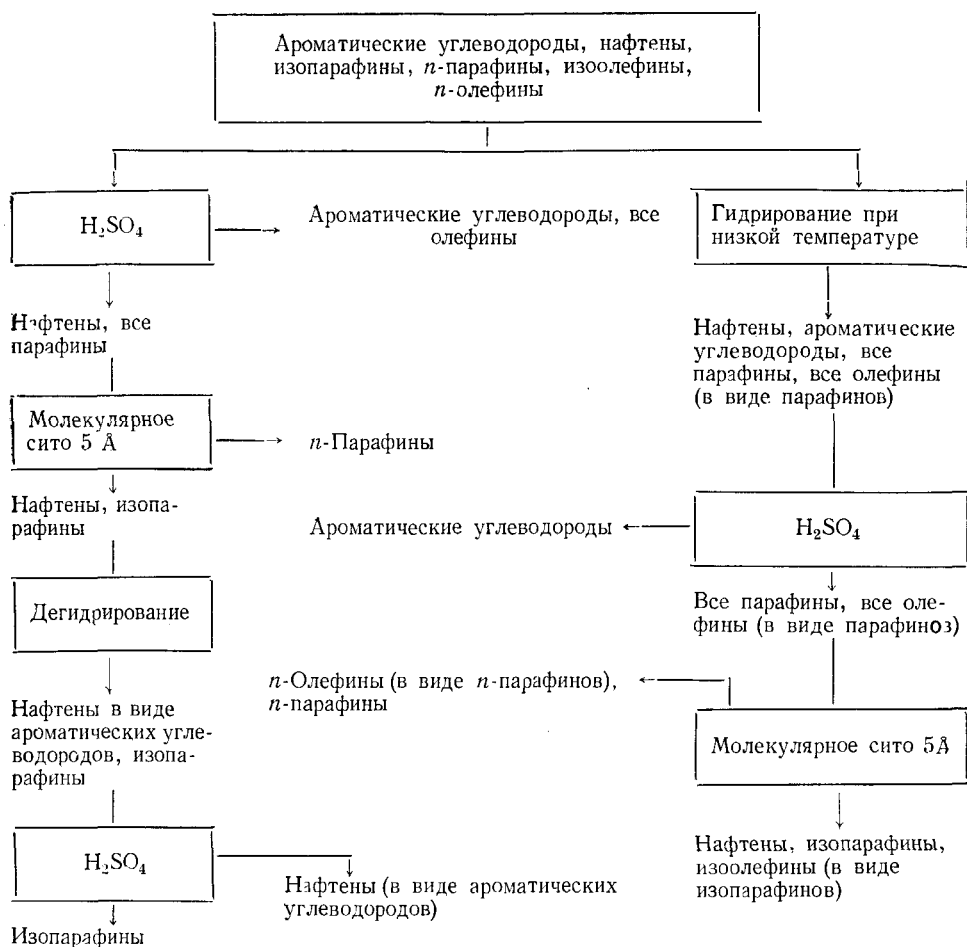 Ароматические углеводороды, нафтены,
изопарафины, n-парафины, изоолефины,
n-олефины
H₂SO₄
Ароматические углеводороды, все
олефины
Гидрирование при
низкой температуре
Нафтены, все
парафины
Нафтены, ароматические
углеводороды, все
парафины, все олефины
(в виде парафинов)
Молекулярное
сито 5 Å
n-Парафины
Нафтены, изопа-
рафины
Ароматические углеводороды
H₂SO₄
Дегидрирование
Все парафины, все оле-
фины (в виде парафиноз)
n-Олефины (в виде n-парафинов),
n-парафины
Нафтены в виде
ароматических угле-
водородов, изопа-
рафины
Молекулярное сито 5Å
H₂SO₄
Нафтены (в виде ароматических
углеводородов)
Нафтены, изопарафины,
изоолефины (в виде
изопарафинов)
Изопарафины